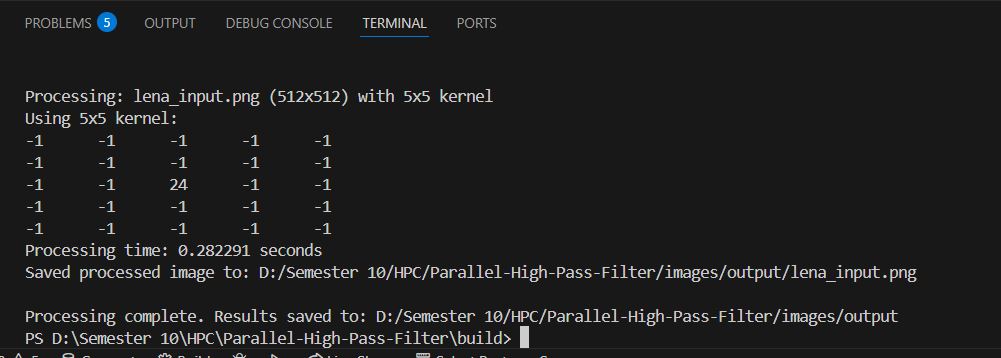 PROBLEMS 5 OUTPUT DEBUG CONSOLE TERMINAL PORTS
Processing: lena_input.png (512x512) with 5x5 kernel
Using 5x5 kernel:
-1 -1 -1 -1 -1
-1 -1 -1 -1 -1
-1 -1 24 -1 -1
-1 -1 -1 -1 -1
-1 -1 -1 -1 -1
Processing time: 0.282291 seconds
Saved processed image to: D:/Semester 10/HPC/Parallel-High-Pass-Filter/images/output/lena_input.png
Processing complete. Results saved to: D:/Semester 10/HPC/Parallel-High-Pass-Filter/images/output
PS D:\Semester 10\HPC\Parallel-High-Pass-Filter\build>